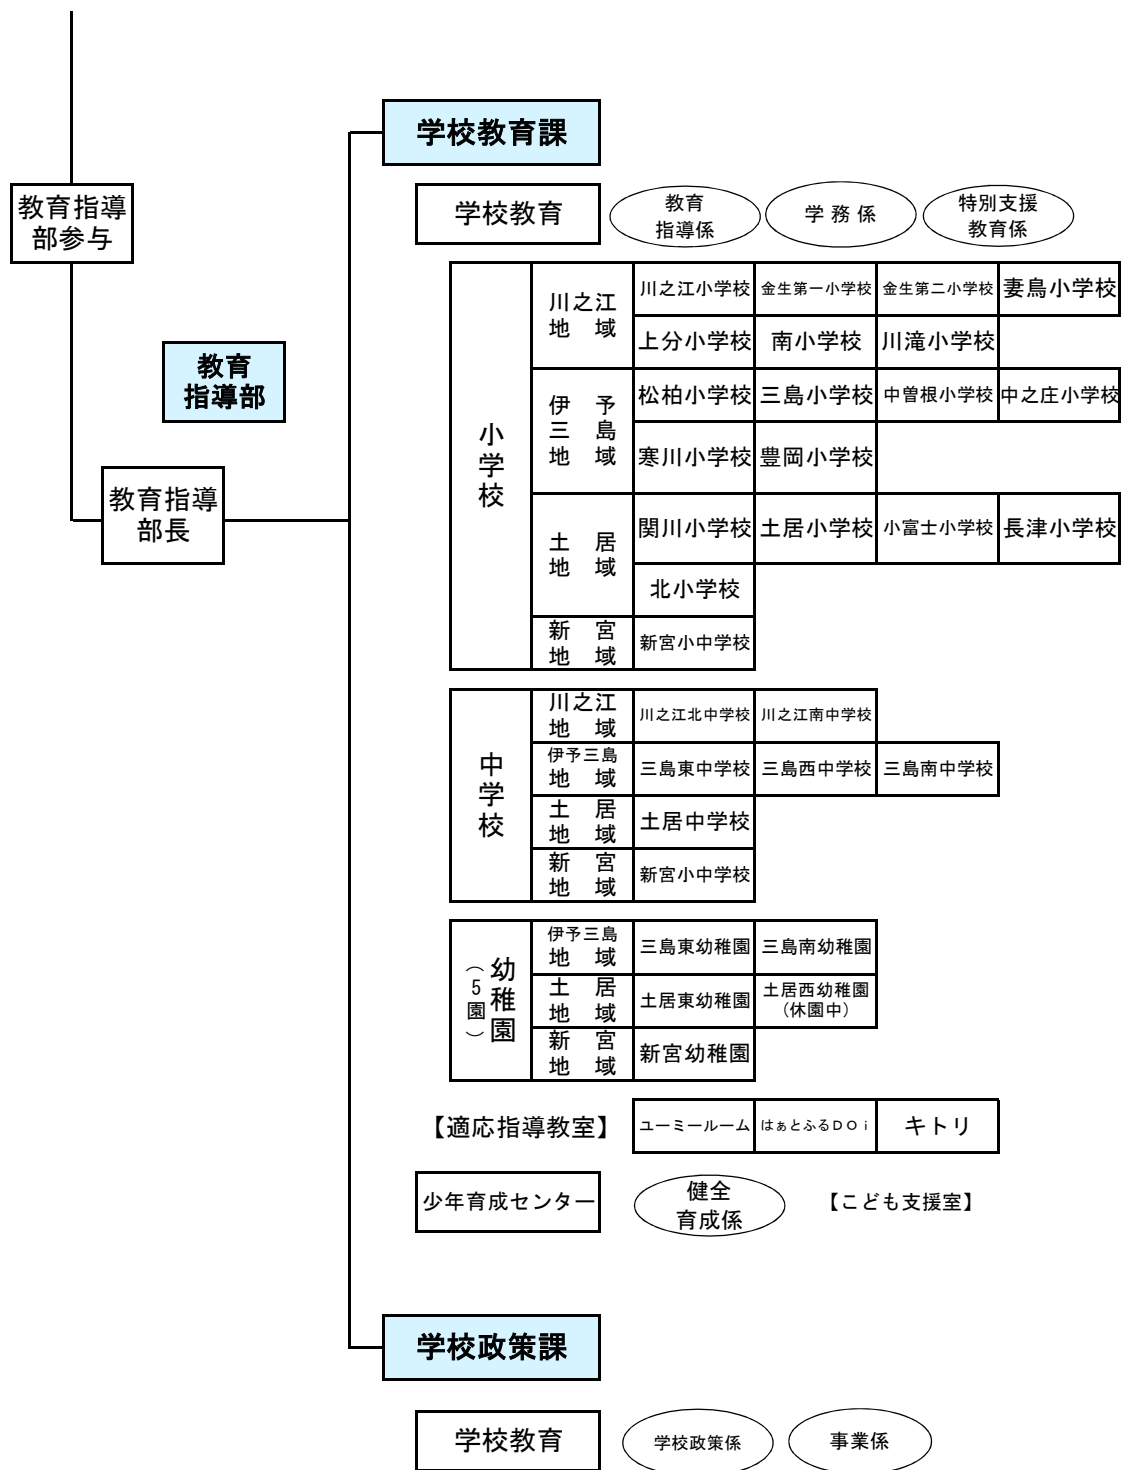 学校教育課
教育指導
部参与
学校教育
教育
指導係
学 務 係
特別支援
教育係
教育
指導部
教育指導
部長
小学校
川之江
地　域
川之江小学校
金生第一小学校
金生第二小学校
妻鳥小学校
上分小学校
南小学校
川滝小学校
伊　予
三　島
地　域
松柏小学校
三島小学校
中曽根小学校
中之庄小学校
寒川小学校
豊岡小学校
土　居
地　域
関川小学校
土居小学校
小富士小学校
長津小学校
北小学校
新　宮
地　域
新宮小中学校
中学校
川之江
地　域
川之江北中学校
川之江南中学校
伊予三島
地　域
三島東中学校
三島西中学校
三島南中学校
土　居
地　域
土居中学校
新　宮
地　域
新宮小中学校
幼稚園
（5園）
伊予三島
地　域
三島東幼稚園
三島南幼稚園
土　居
地　域
土居東幼稚園
土居西幼稚園
（休園中）
新　宮
地　域
新宮幼稚園
【適応指導教室】
ユーミールーム
はぁとふるＤＯｉ
キトリ
少年育成センター
健全
育成係
【こども支援室】
学校政策課
学校教育
学校政策係
事業係